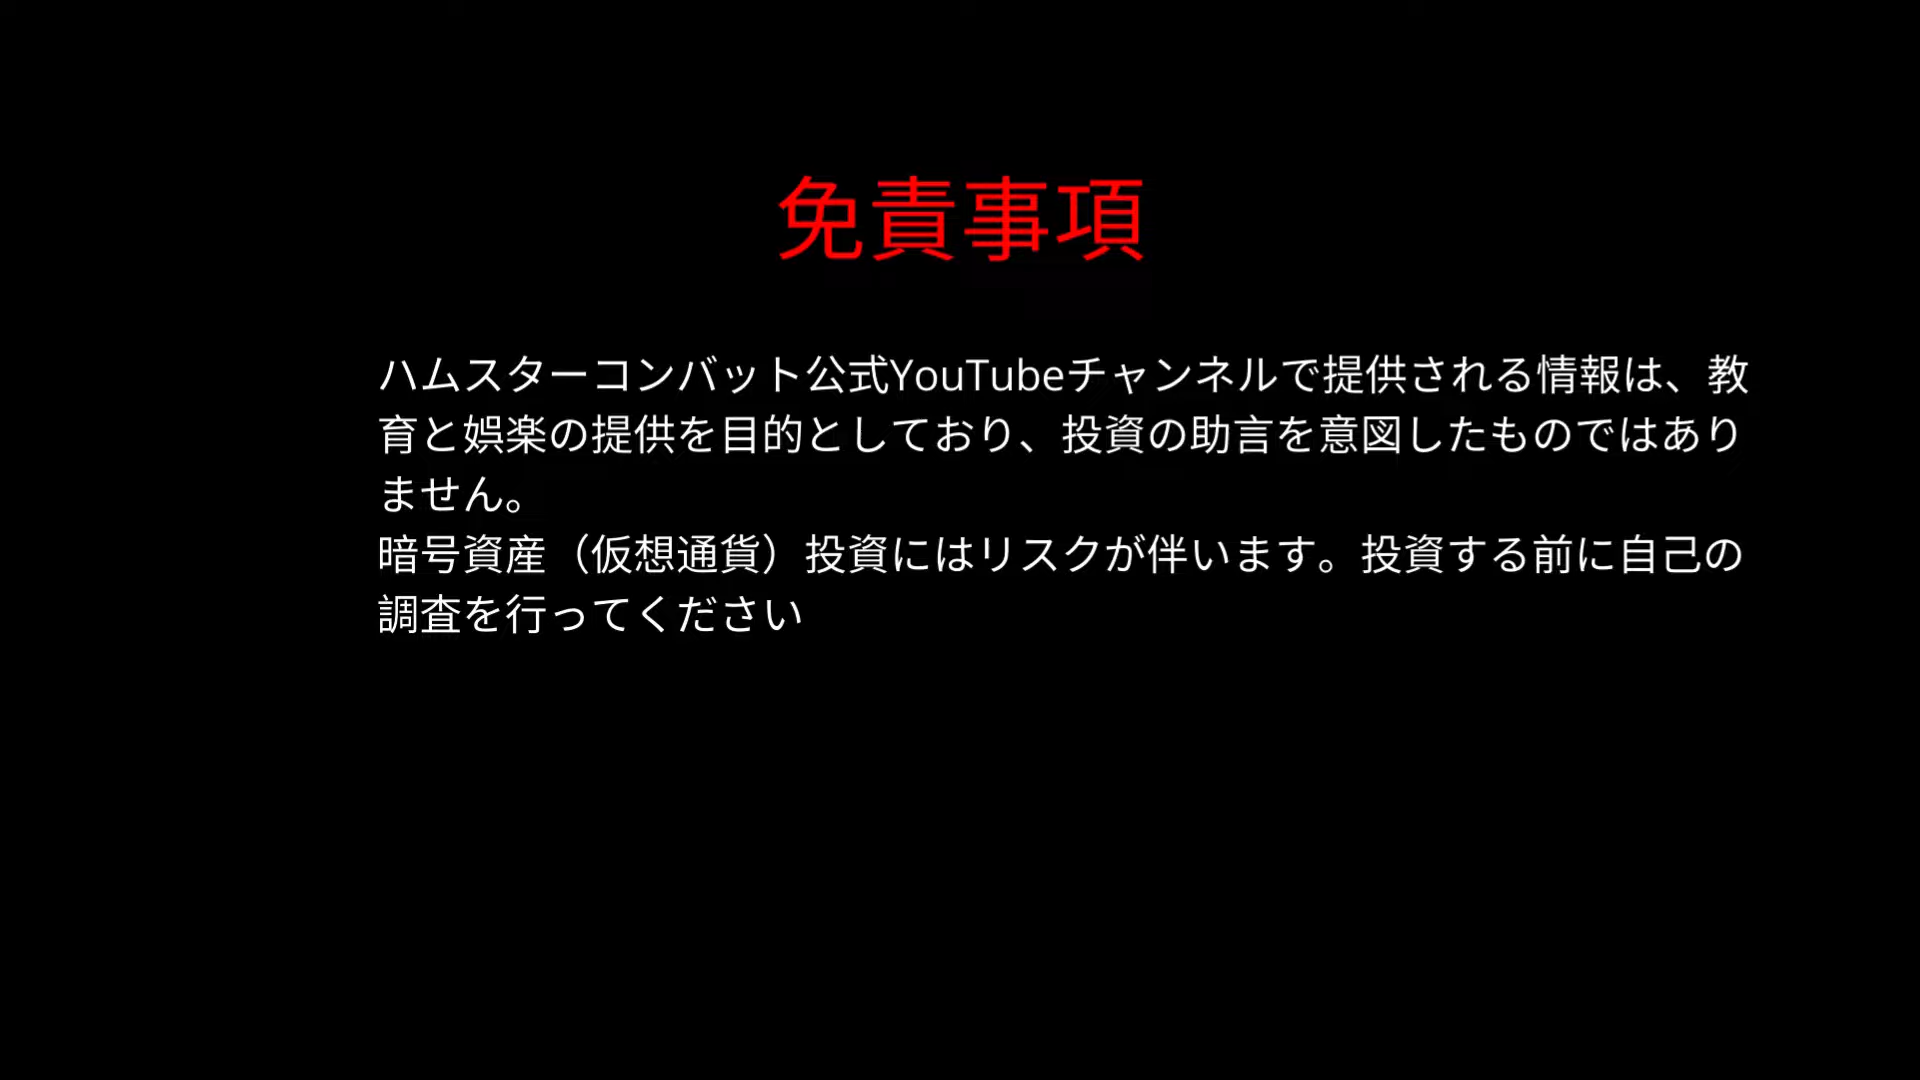 免責事項
ハムスターコンバット公式YouTubeチャンネルで提供される情報は、教
育と娯楽の提供を目的としており、投資の助言を意図したものではあり
ません。
暗号資産（仮想通貨）投資にはリスクが伴います。投資する前に自己の
調査を行ってください